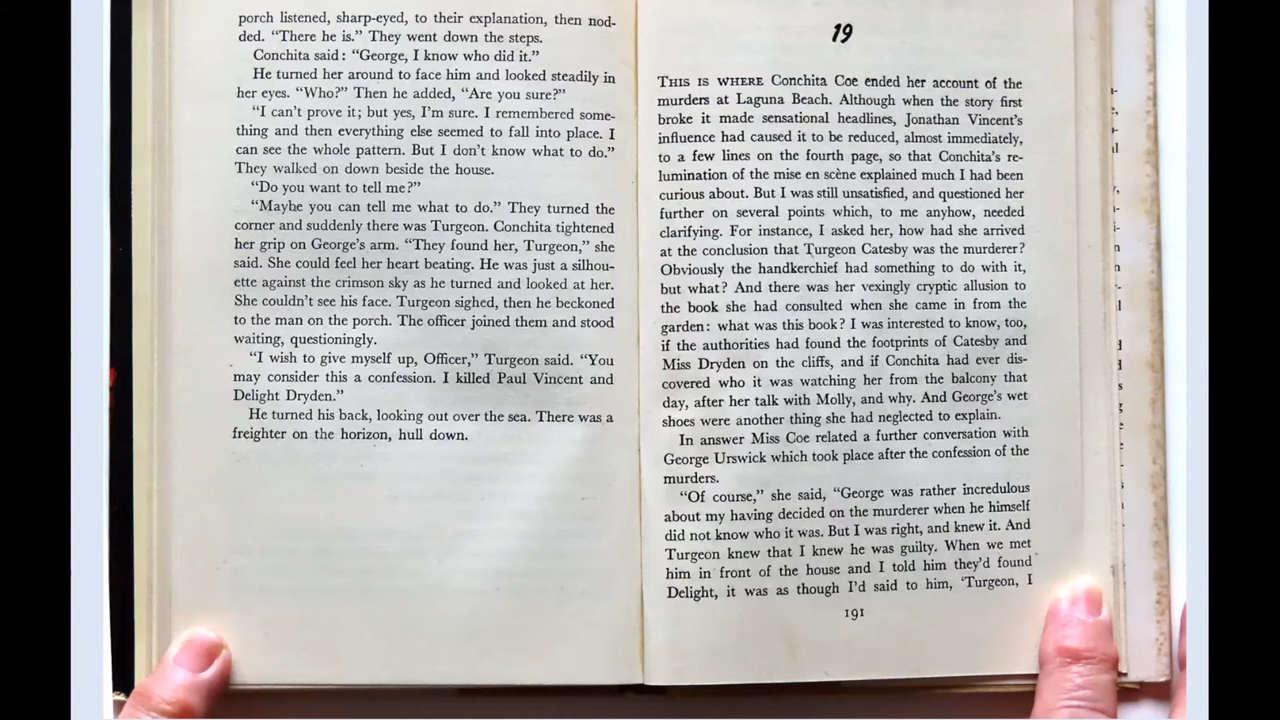 porch listened, sharp-eyed, to their explanation, then nod-
ded. “There he is.” They went down the steps.
Conchita said: “George, I know who did it.”
He turned her around to face him and looked steadily in
her eyes. “Who?” Then he added, “Are you sure?”
“I can’t prove it; but yes, I’m sure. I remembered some-
thing and then everything else seemed to fall into place. I
can see the whole pattern. But I don’t know what to do.”
They walked on down beside the house.
“Do you want to tell me?”
“Maybe you can tell me what to do.” They turned the
corner and suddenly there was Turgeon. Conchita tightened
her grip on George’s arm. “They found her, Turgeon,” she
said. She could feel her heart beating. He was just a silhou-
ette against the crimson sky as he turned and looked at her.
She couldn’t see his face. Turgeon sighed, then he beckoned
to the man on the porch. The officer joined them and stood
waiting, questioningly.
“I wish to give myself up, Officer,” Turgeon said. “You
may consider this a confession. I killed Paul Vincent and
Delight Dryden.”
He turned his back, looking out over the sea. There was a
freighter on the horizon, hull down.
19
THIS IS WHERE Conchita Coe ended her account of the
murders at Laguna Beach. Although when the story first
broke it made sensational headlines, Jonathan Vincent’s
influence had caused it to be reduced, almost immediately,
to a few lines on the fourth page, so that Conchita’s re-
lumination of the mise en scène explained much I had been
curious about. But I was still unsatisfied, and questioned her
further on several points which, to me anyhow, needed
clarifying. For instance, I asked her, how had she arrived
at the conclusion that Turgeon Catesby was the murderer?
Obviously the handkerchief had something to do with it,
but what? And there was her vexingly cryptic allusion to
the book she had consulted when she came in from the
garden: what was this book? I was interested to know, too,
if the authorities had found the footprints of Catesby and
Miss Dryden on the cliffs, and if Conchita had ever dis-
covered who it was watching her from the balcony that
day, after her talk with Molly, and why. And George’s wet
shoes were another thing she had neglected to explain.
In answer Miss Coe related a further conversation with
George Urswick which took place after the confession of the
murders.
“Of course,” she said, “George was rather incredulous
about my having decided on the murderer when he himself
did not know who it was. But I was right, and knew it. And
Turgeon knew that I knew he was guilty. When we met
him in front of the house and I told him they’d found
Delight, it was as though I’d said to him, ‘Turgeon, I
191